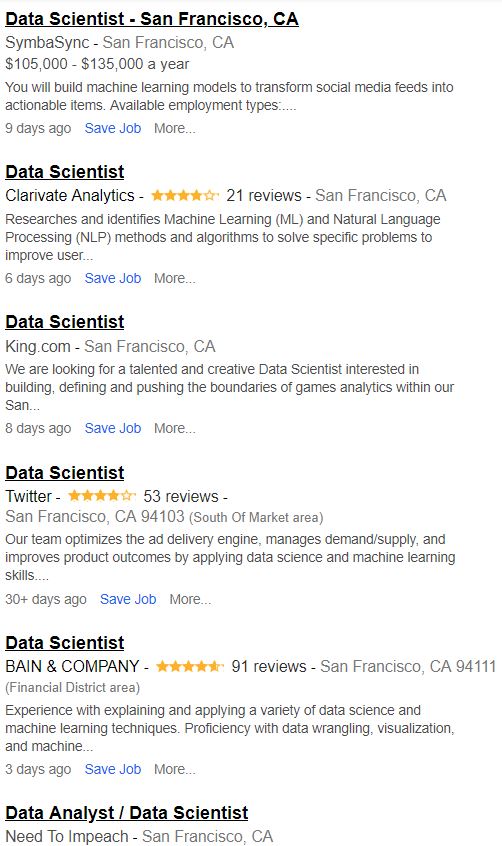 Data Scientist - San Francisco, CA
SymbaSync - San Francisco, CA
$105,000 - $135,000 a year
You will build machine learning models to transform social media feeds into
actionable items. Available employment types:....
9 days ago Save Job More...
Data Scientist
Clarivate Analytics - 21 reviews - San Francisco, CA
Researches and identifies Machine Learning (ML) and Natural Language
Processing (NLP) methods and algorithms to solve specific problems to
improve user...
6 days ago Save Job More...
Data Scientist
King.com - San Francisco, CA
We are looking for a talented and creative Data Scientist interested in
building, defining and pushing the boundaries of games analytics within our
San...
8 days ago Save Job More...
Data Scientist
Twitter - 53 reviews -
San Francisco, CA 94103 (South Of Market area)
Our team optimizes the ad delivery engine, manages demand/supply, and
improves product outcomes by applying data science and machine learning
skills....
30+ days ago Save Job More...
Data Scientist
BAIN & COMPANY - 91 reviews - San Francisco, CA 94111
(Financial District area)
Experience with explaining and applying a variety of data science and
machine learning techniques. Proficiency with data wrangling, visualization,
and machine...
3 days ago Save Job More...
Data Analyst / Data Scientist
Need To Impeach - San Francisco, CA